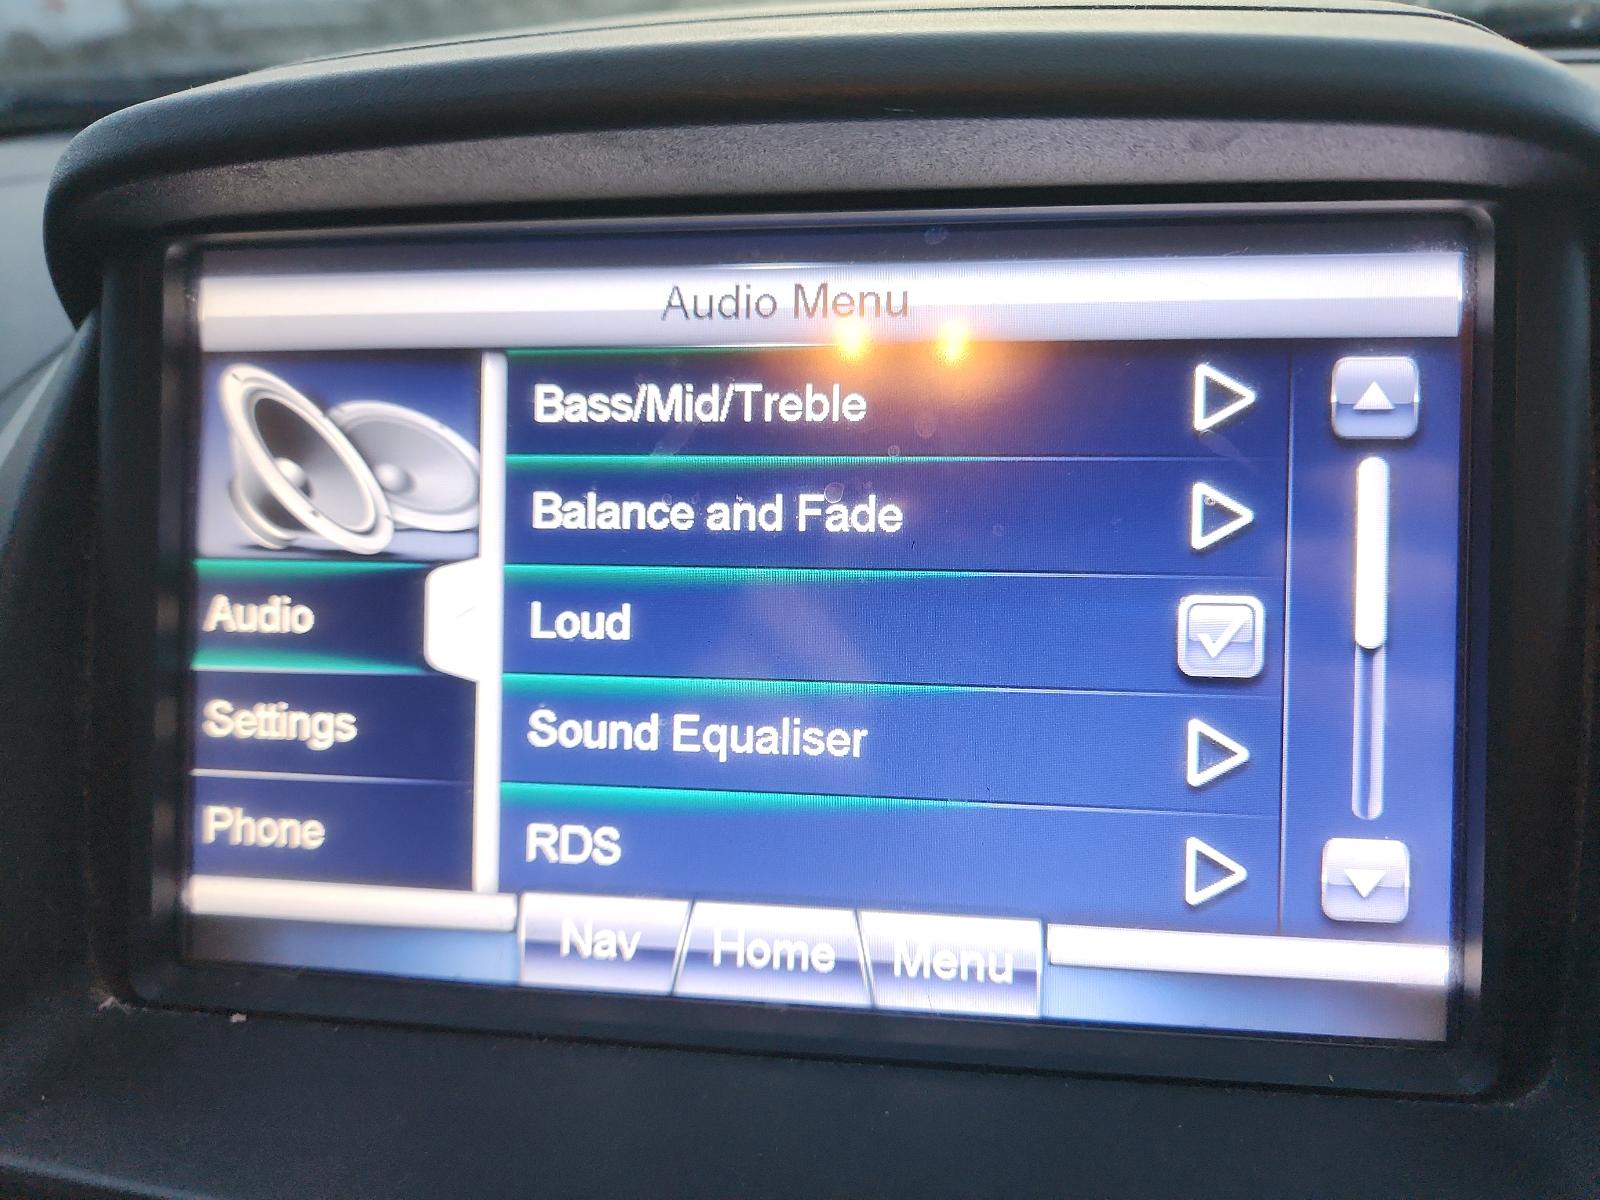 Audio Menu
Bass/Mid/Treble
Balance and Fade
Audio
Loud
Settings
Sound Equaliser
Phone
RDS
Nav
Home
Menu